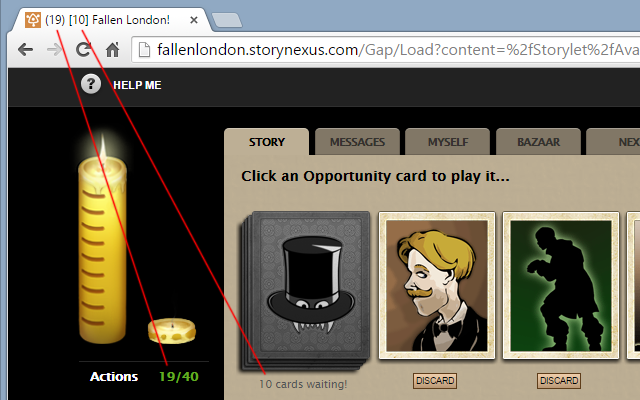 (19) [10] Fallen London!
fallenlondon.storynexus.com/Gap/Load?content=%2fStorylet%2fAva
? HELP ME
STORY MESSAGES MYSELF BAZAAR NEX
Click an Opportunity card to play it...
10 cards waiting!
DISCARD DISCARD
Actions 19/40